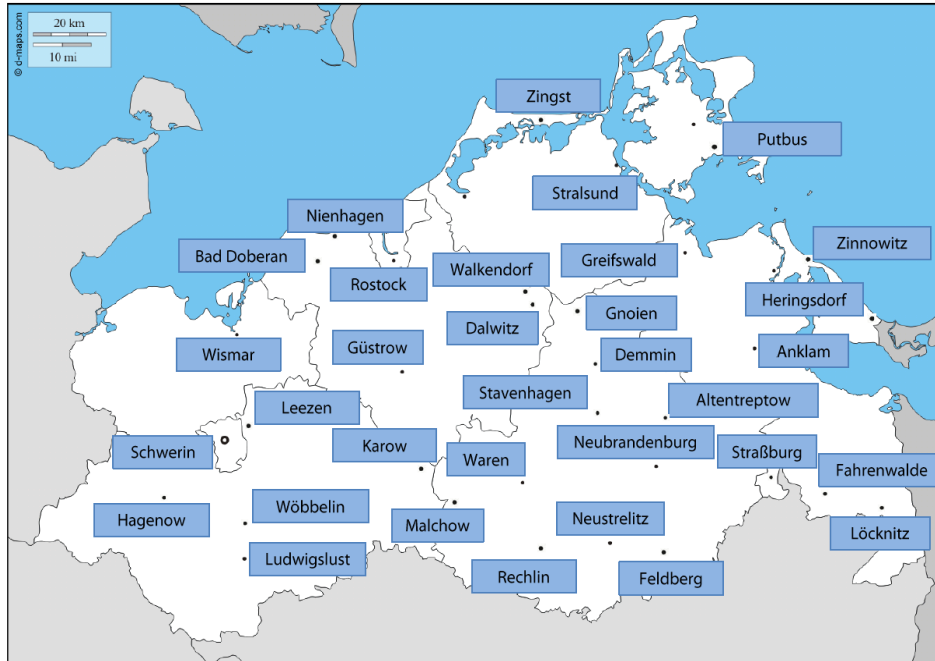 20 km
10 mi
© d-maps.com
Zingst
Putbus
Stralsund
Nienhagen
Bad Doberan
Rostock
Walkendorf
Greifswald
Zinnowitz
Heringsdorf
Dalwitz
Gnoien
Wismar
Güstrow
Demmin
Anklam
Stavenhagen
Altentreptow
Leezen
Schwerin
Karow
Waren
Neubrandenburg
Straßburg
Fahrenwalde
Hagenow
Wöbbelin
Malchow
Neustrelitz
Löcknitz
Ludwigslust
Rechlin
Feldberg